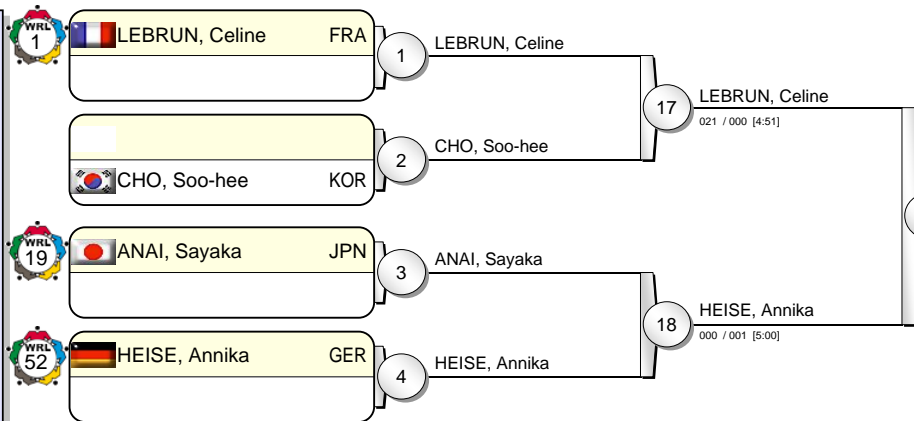 WRL
1
LEBRUN, Celine FRA
1
LEBRUN, Celine
17
LEBRUN, Celine
021 / 000 [4:51]
CHO, Soo-hee KOR
2
CHO, Soo-hee
WRL
19
ANAI, Sayaka JPN
3
ANAI, Sayaka
18
HEISE, Annika
000 / 001 [5:00]
WRL
52
HEISE, Annika GER
4
HEISE, Annika